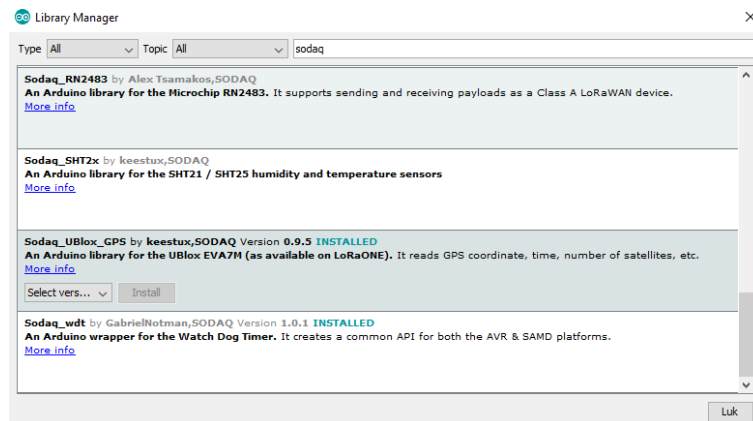 Library Manager
Type All Topic All sodaq
Sodaq_RN2483 by Alex Tsamakos,SODAQ
An Arduino library for the Microchip RN2483. It supports sending and receiving payloads as a Class A LoRaWAN device.
More info
Sodaq_SHT2x by keestux,SODAQ
An Arduino library for the SHT21 / SHT25 humidity and temperature sensors
More info
Sodaq_UBlox_GPS by keestux,SODAQ Version 0.9.5 INSTALLED
An Arduino library for the UBlox EVA7M (as available on LoRaONE). It reads GPS coordinate, time, number of satellites, etc.
More info
Select vers... Install
Sodaq_wdt by GabrielNotman,SODAQ Version 1.0.1 INSTALLED
An Arduino wrapper for the Watch Dog Timer. It creates a common API for both the AVR & SAMD platforms.
More info
Luk